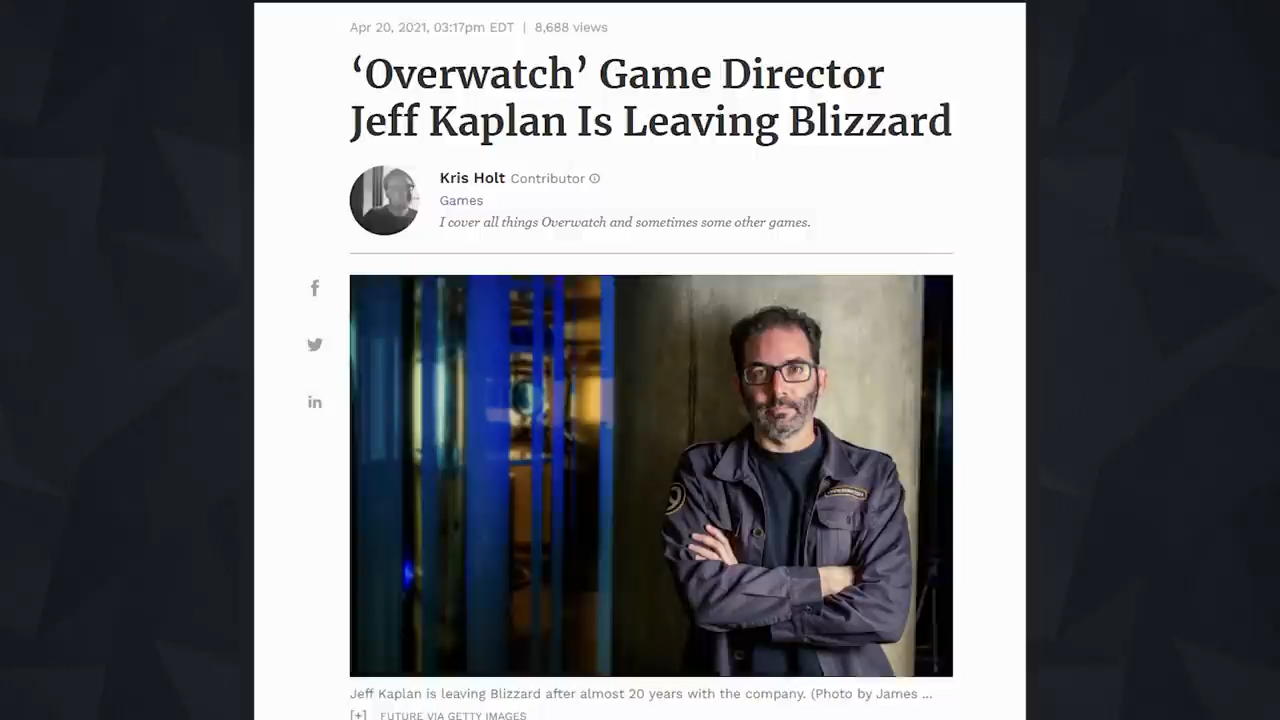 Apr 20, 2021, 03:17pm EDT | 8,688 views
‘Overwatch’ Game Director
Jeff Kaplan Is Leaving Blizzard
Kris Holt Contributor
Games
I cover all things Overwatch and sometimes some other games.
Jeff Kaplan is leaving Blizzard after almost 20 years with the company. (Photo by James ...
[+] FUTURE VIA GETTY IMAGES